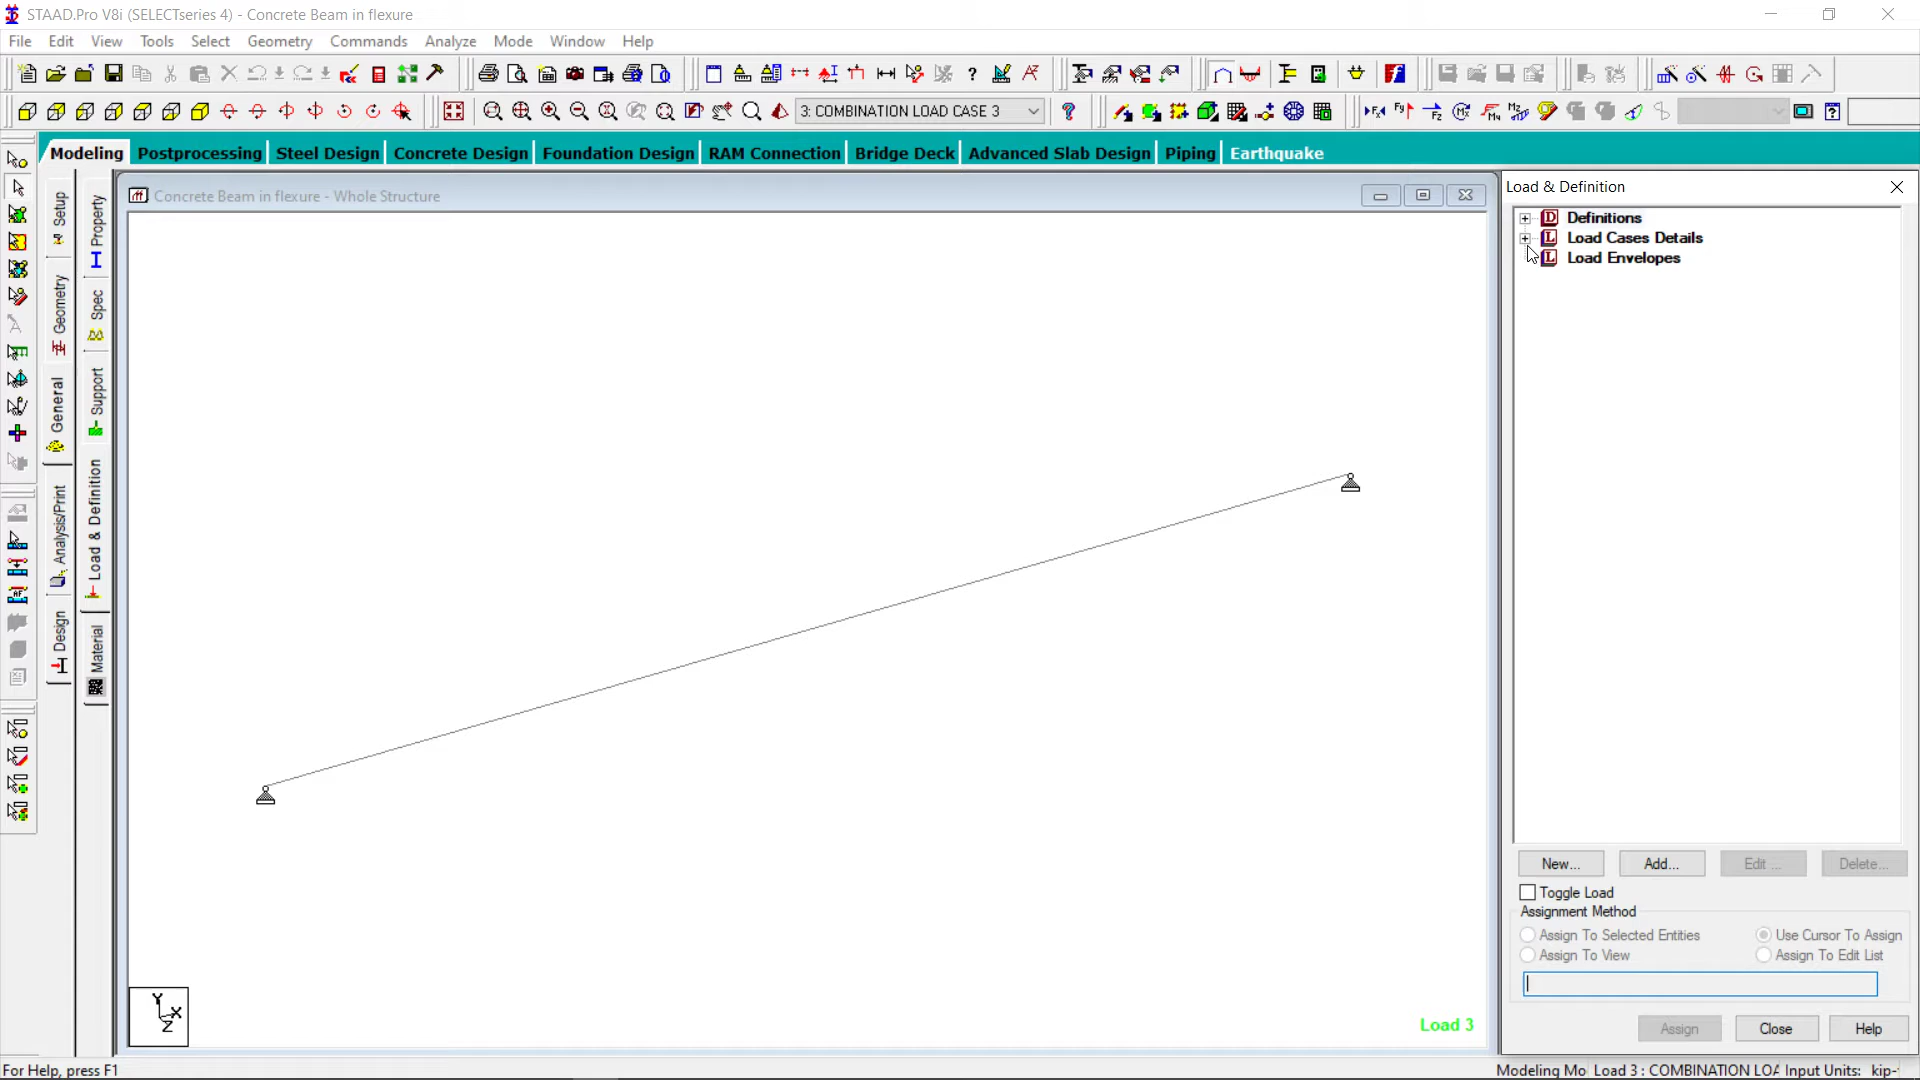 STAAD.Pro V8i (SELECTseries 4) - Concrete Beam in flexure
File Edit View Tools Select Geometry Commands Analyze Mode Window Help
3: COMBINATION LOAD CASE 3
Modeling Postprocessing Steel Design Concrete Design Foundation Design RAM Connection Bridge Deck Advanced Slab Design Piping Earthquake
Setup
Geometry
General
Analysis/Print
Design
Property
Spec
Support
Load & Definition
Material
Concrete Beam in flexure - Whole Structure
Y
X
Z
Load 3
Load & Definition
Definitions
Load Cases Details
Load Envelopes
New... Add... Edit ... Delete...
Toggle Load
Assignment Method
Assign To Selected Entities Use Cursor To Assign
Assign To View Assign To Edit List
Assign Close Help
For Help, press F1 Modeling Mo Load 3 : COMBINATION LOA Input Units: kip-